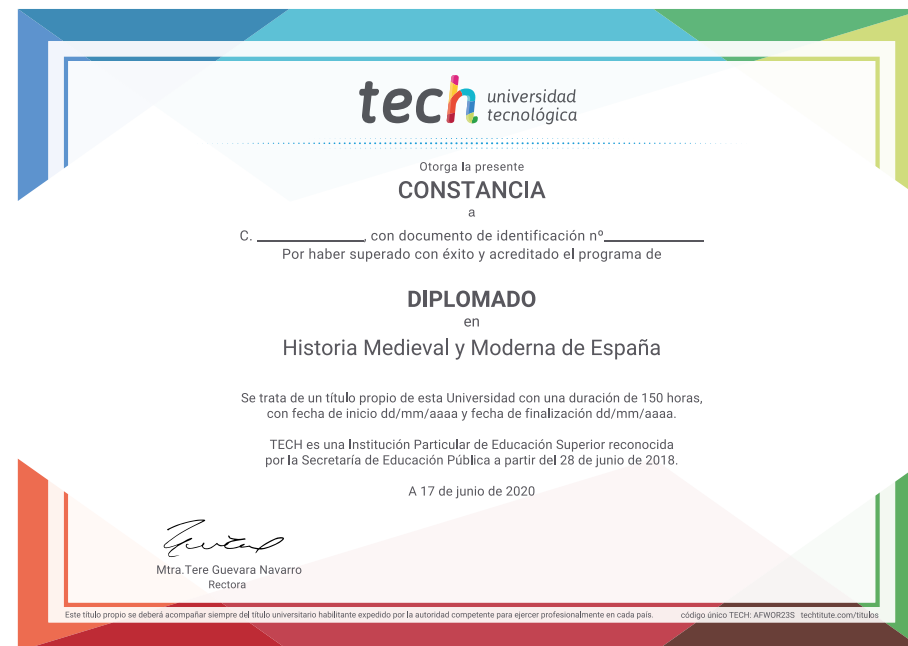 tech universidad
tecnológica
Otorga la presente
CONSTANCIA
a
C. ____________, con documento de identificación nº____________
Por haber superado con éxito y acreditado el programa de
DIPLOMADO
en
Historia Medieval y Moderna de España
Se trata de un título propio de esta Universidad con una duración de 150 horas,
con fecha de inicio dd/mm/aaaa y fecha de finalización dd/mm/aaaa.
TECH es una Institución Particular de Educación Superior reconocida
por la Secretaría de Educación Pública a partir del 28 de junio de 2018.
A 17 de junio de 2020
Mtra.Tere Guevara Navarro
Rectora
Este título propio se deberá acompañar siempre del título universitario habilitante expedido por la autoridad competente para ejercer profesionalmente en cada país. código único TECH: AFWOR23S techtitute.com/titulos